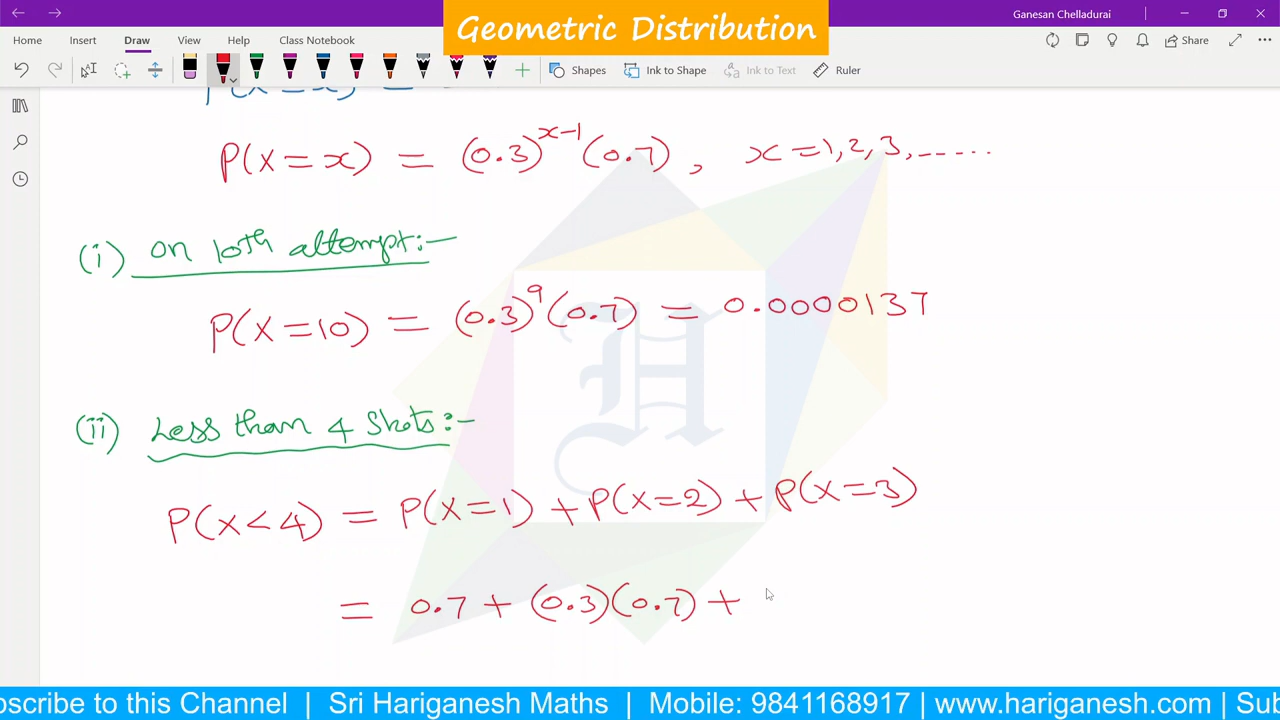 Geometric Distribution
Ganesan Chelladurai
Home Insert Draw View Help Class Notebook Share
Shapes Ink to Shape Ink to Text Ruler
P(X=x) =
P(X=x) = (0.3)^{x-1} (0.7), x=1,2,3,.....
(i) on 10th attempt:-
P(X=10) = (0.3)^9 (0.7) = 0.0000137
(ii) Less than 4 Shots:-
P(X<4) = P(X=1) + P(X=2) + P(X=3)
= 0.7 + (0.3)(0.7) +
scribe to this Channel | Sri Hariganesh Maths | Mobile: 9841168917 | www.hariganesh.com | Sub